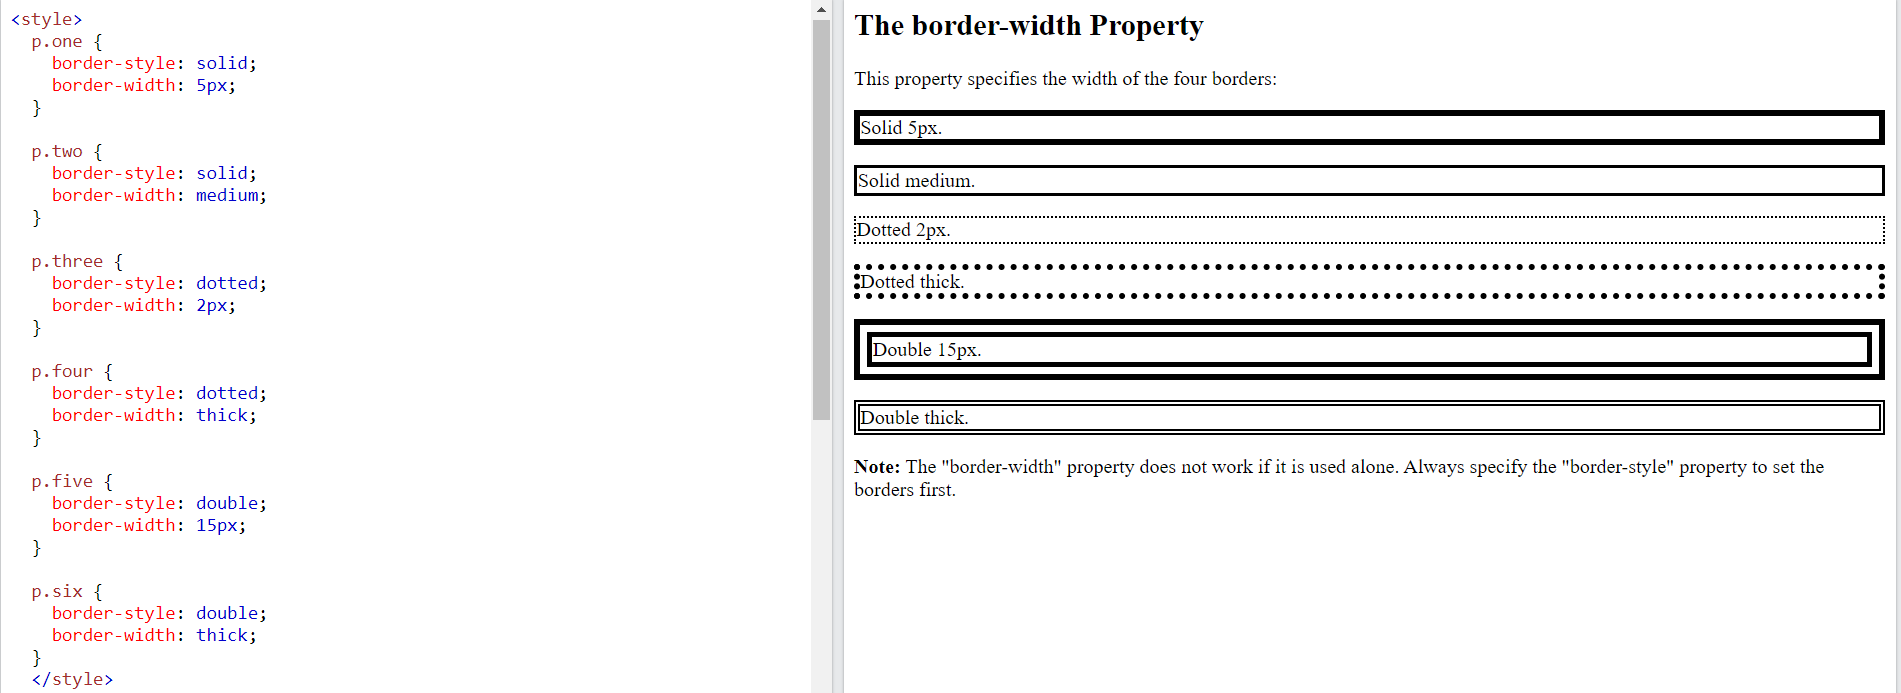 <style>
p.one {
border-style: solid;
border-width: 5px;
}
p.two {
border-style: solid;
border-width: medium;
}
p.three {
border-style: dotted;
border-width: 2px;
}
p.four {
border-style: dotted;
border-width: thick;
}
p.five {
border-style: double;
border-width: 15px;
}
p.six {
border-style: double;
border-width: thick;
}
</style>
The border-width Property
This property specifies the width of the four borders:
Solid 5px.
Solid medium.
Dotted 2px.
Dotted thick.
Double 15px.
Double thick.
Note: The "border-width" property does not work if it is used alone. Always specify the "border-style" property to set the
borders first.